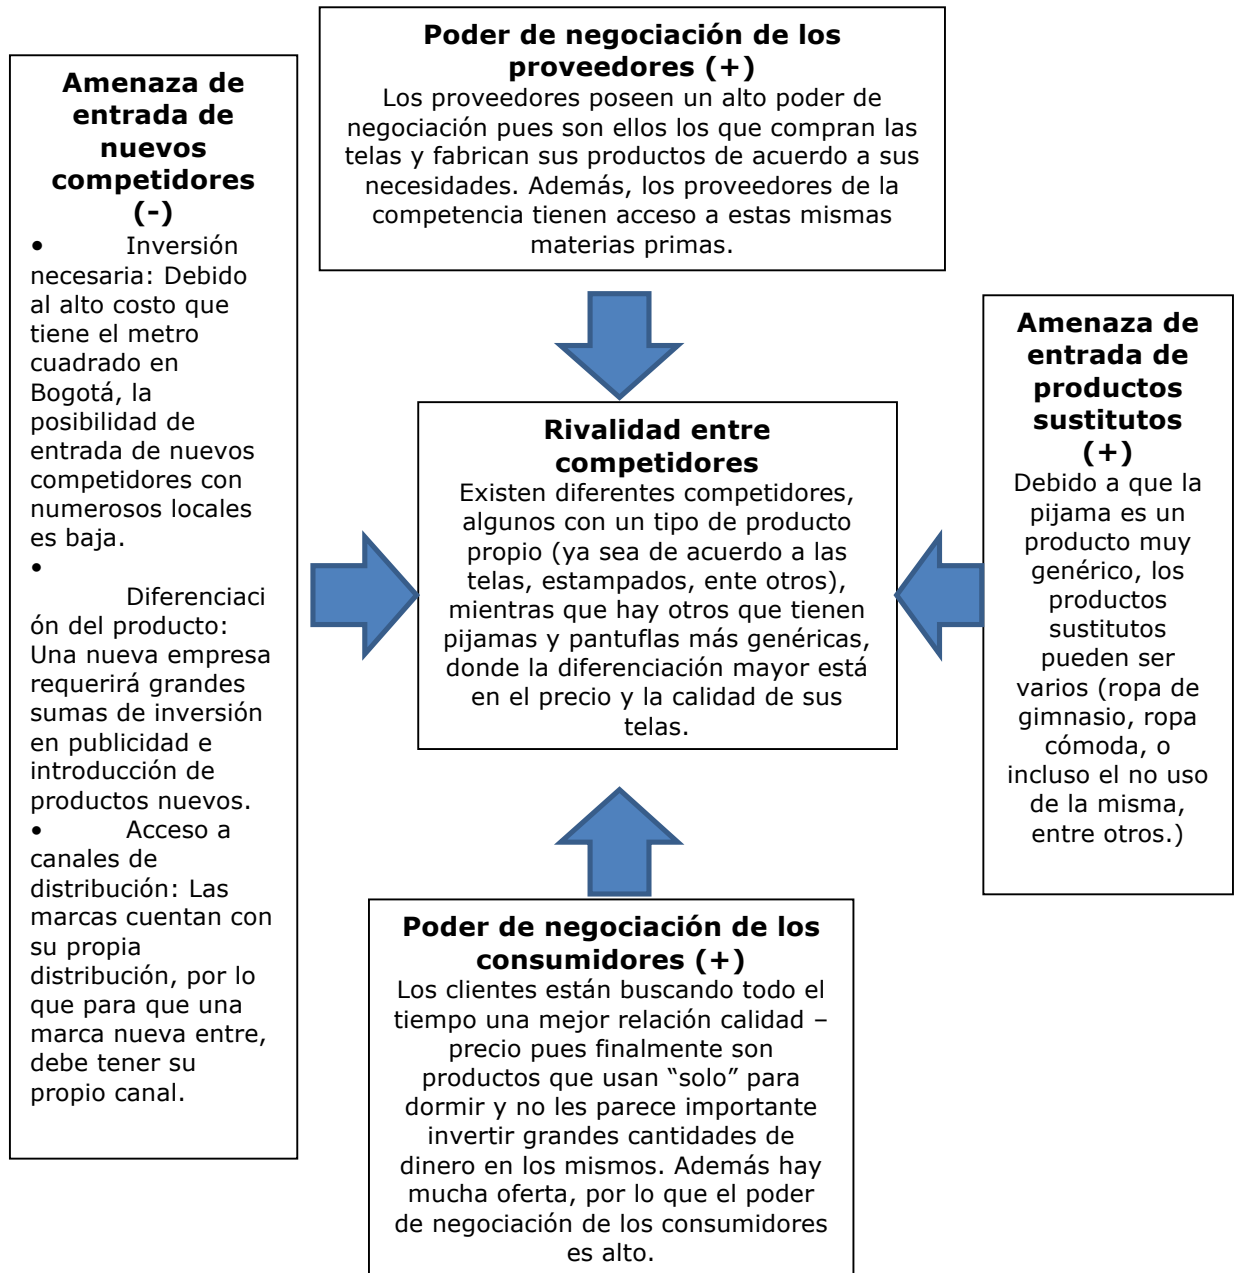 Poder de negociación de los
proveedores (+)
Los proveedores poseen un alto poder de
negociación pues son ellos los que compran las
telas y fabrican sus productos de acuerdo a sus
necesidades. Además, los proveedores de la
competencia tienen acceso a estas mismas
materias primas.
Amenaza de
entrada de
nuevos
competidores
(-)
• Inversión
necesaria: Debido
al alto costo que
tiene el metro
cuadrado en
Bogotá, la
posibilidad de
entrada de nuevos
competidores con
numerosos locales
es baja.
•
Diferenciaci
ón del producto:
Una nueva empresa
requerirá grandes
sumas de inversión
en publicidad e
introducción de
productos nuevos.
• Acceso a
canales de
distribución: Las
marcas cuentan con
su propia
distribución, por lo
que para que una
marca nueva entre,
debe tener su
propio canal.
Rivalidad entre
competidores
Existen diferentes competidores,
algunos con un tipo de producto
propio (ya sea de acuerdo a las
telas, estampados, ente otros),
mientras que hay otros que tienen
pijamas y pantuflas más genéricas,
donde la diferenciación mayor está
en el precio y la calidad de sus
telas.
Amenaza de
entrada de
productos
sustitutos
(+)
Debido a que la
pijama es un
producto muy
genérico, los
productos
sustitutos
pueden ser
varios (ropa de
gimnasio, ropa
cómoda, o
incluso el no uso
de la misma,
entre otros.)
Poder de negociación de los
consumidores (+)
Los clientes están buscando todo el
tiempo una mejor relación calidad –
precio pues finalmente son
productos que usan “solo” para
dormir y no les parece importante
invertir grandes cantidades de
dinero en los mismos. Además hay
mucha oferta, por lo que el poder
de negociación de los consumidores
es alto.